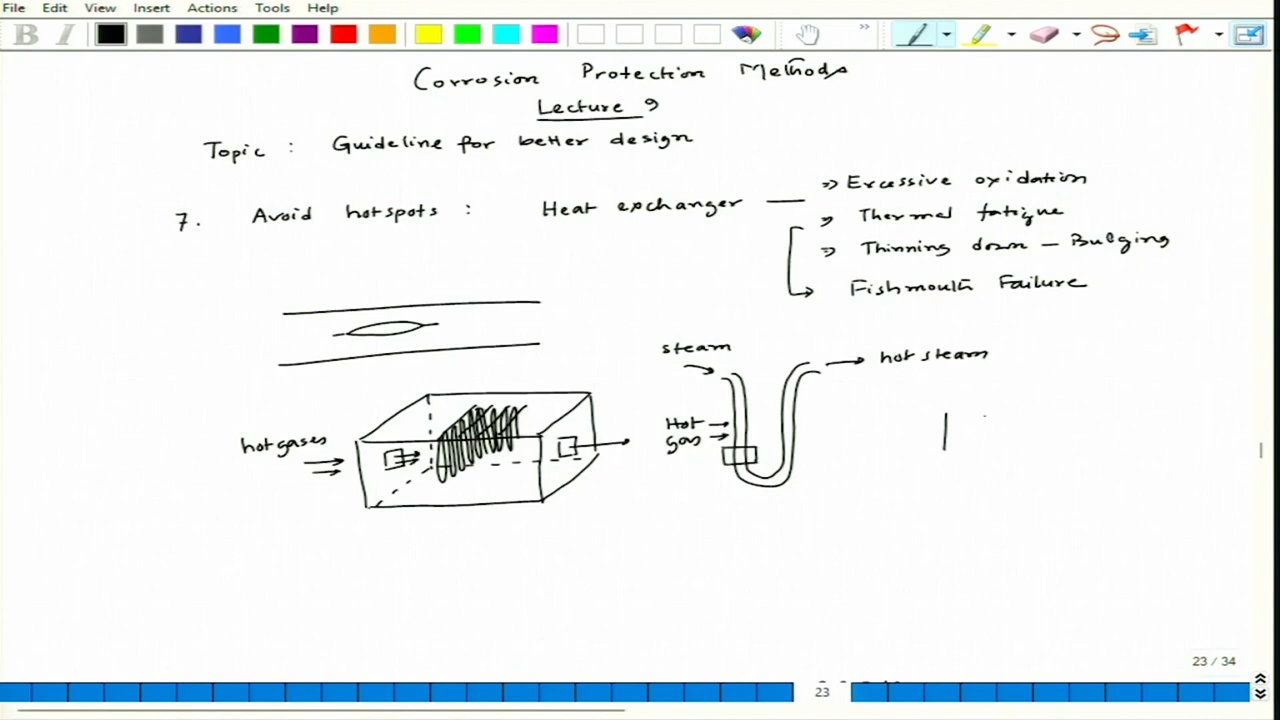 File Edit View Insert Actions Tools Help
B I
Corrosion Protection Methods
Lecture 9
Topic : Guideline for better design
7. Avoid hotspots : Heat exchanger — => Excessive oxidation
=> Thermal fatigue
=> Thinning down — Bulging
Fishmouth Failure
steam
hot steam
hot gases
Hot
gas
23 / 34
23